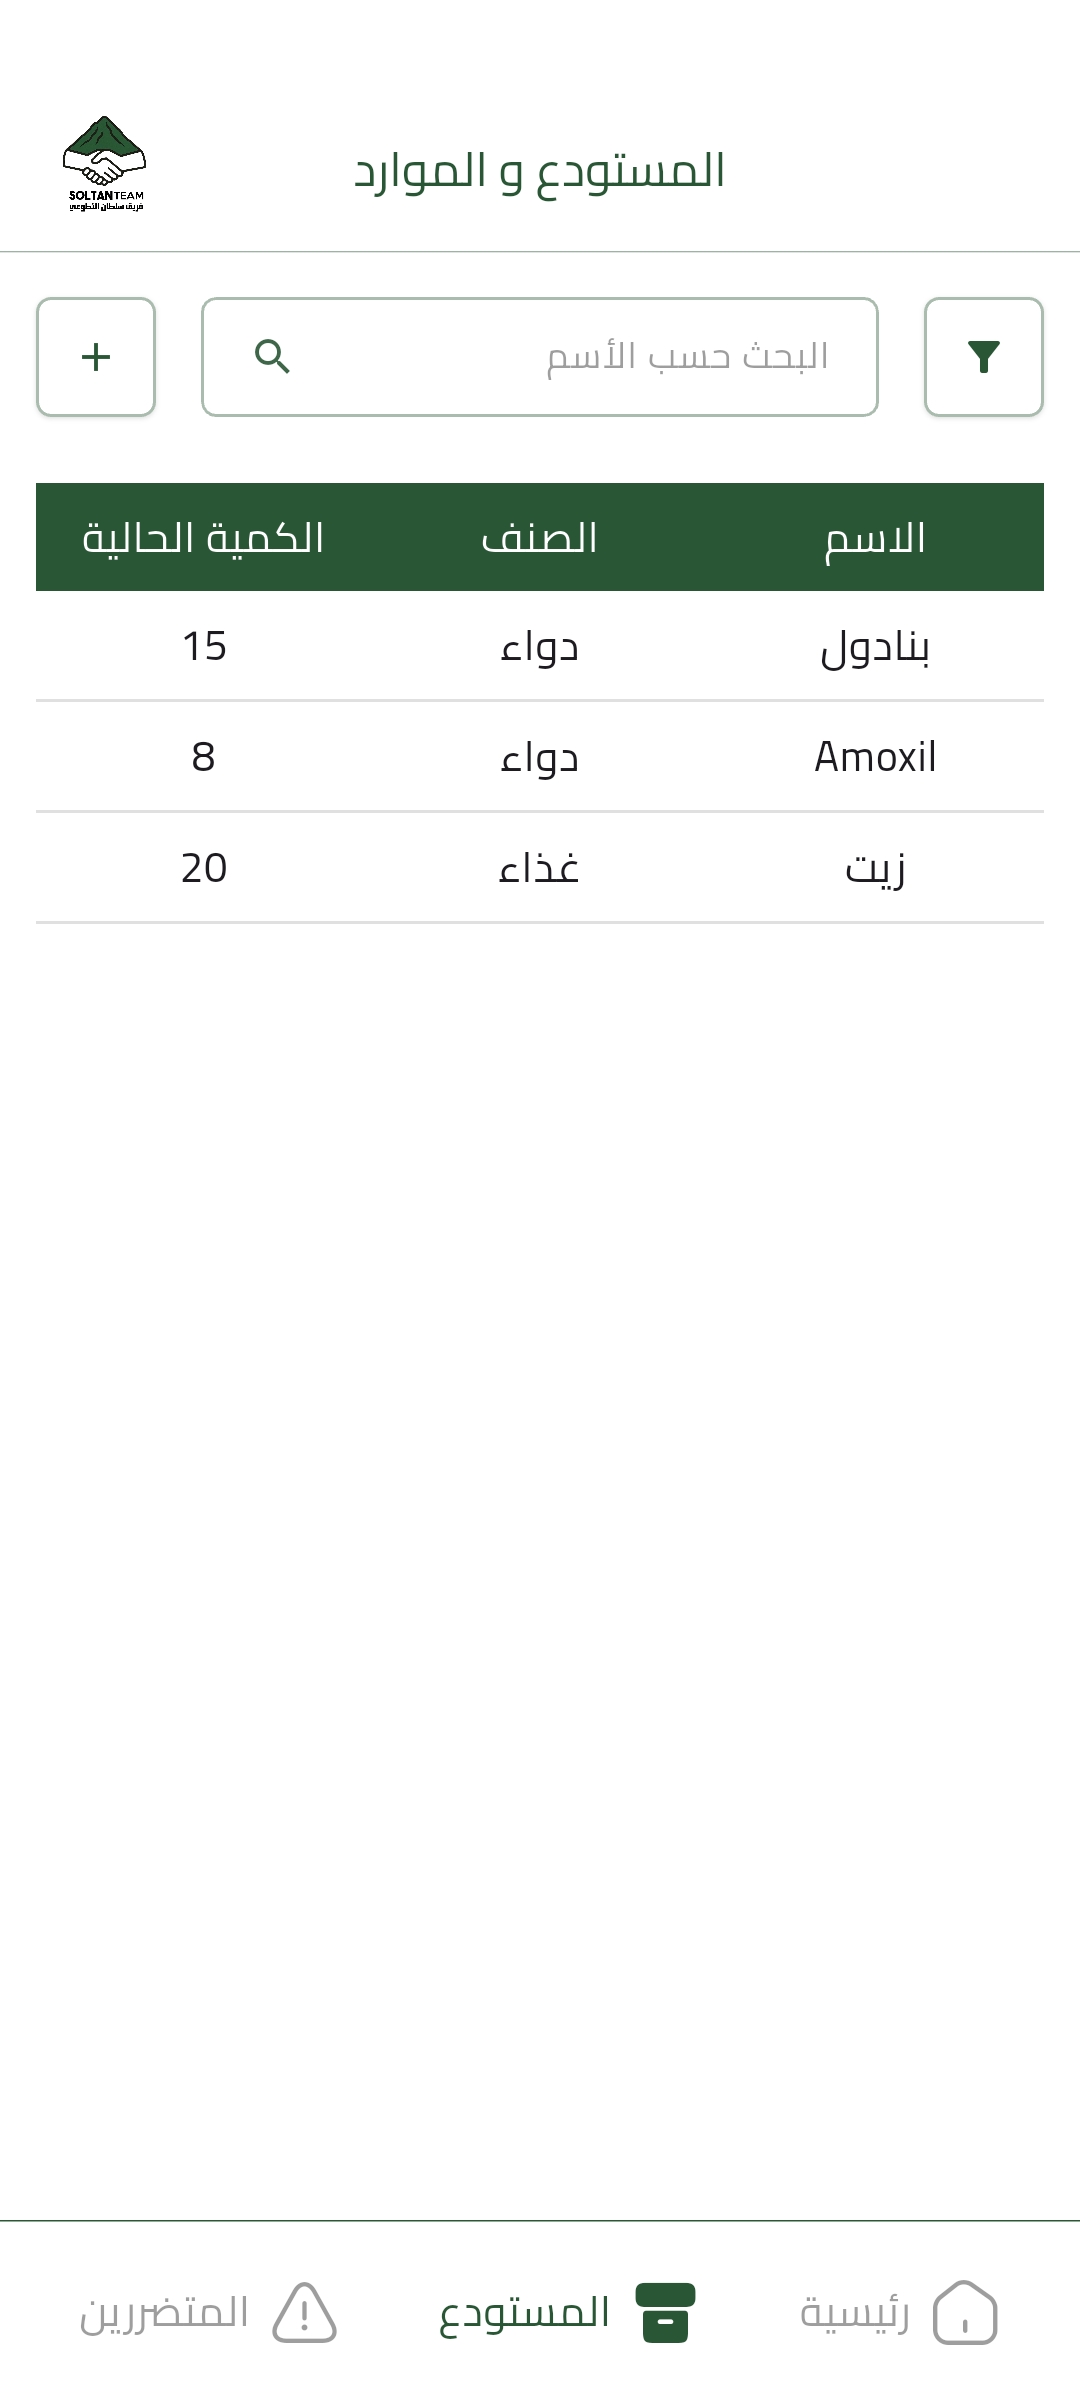 المستودع و الموارد
SOLTANTEAM
فريق سلطان التطوعي
البحث حسب الأسم
الاسم الصنف الكمية الحالية
بنادول دواء 15
Amoxil دواء 8
زيت غذاء 20
رئيسية المستودع المتضررين